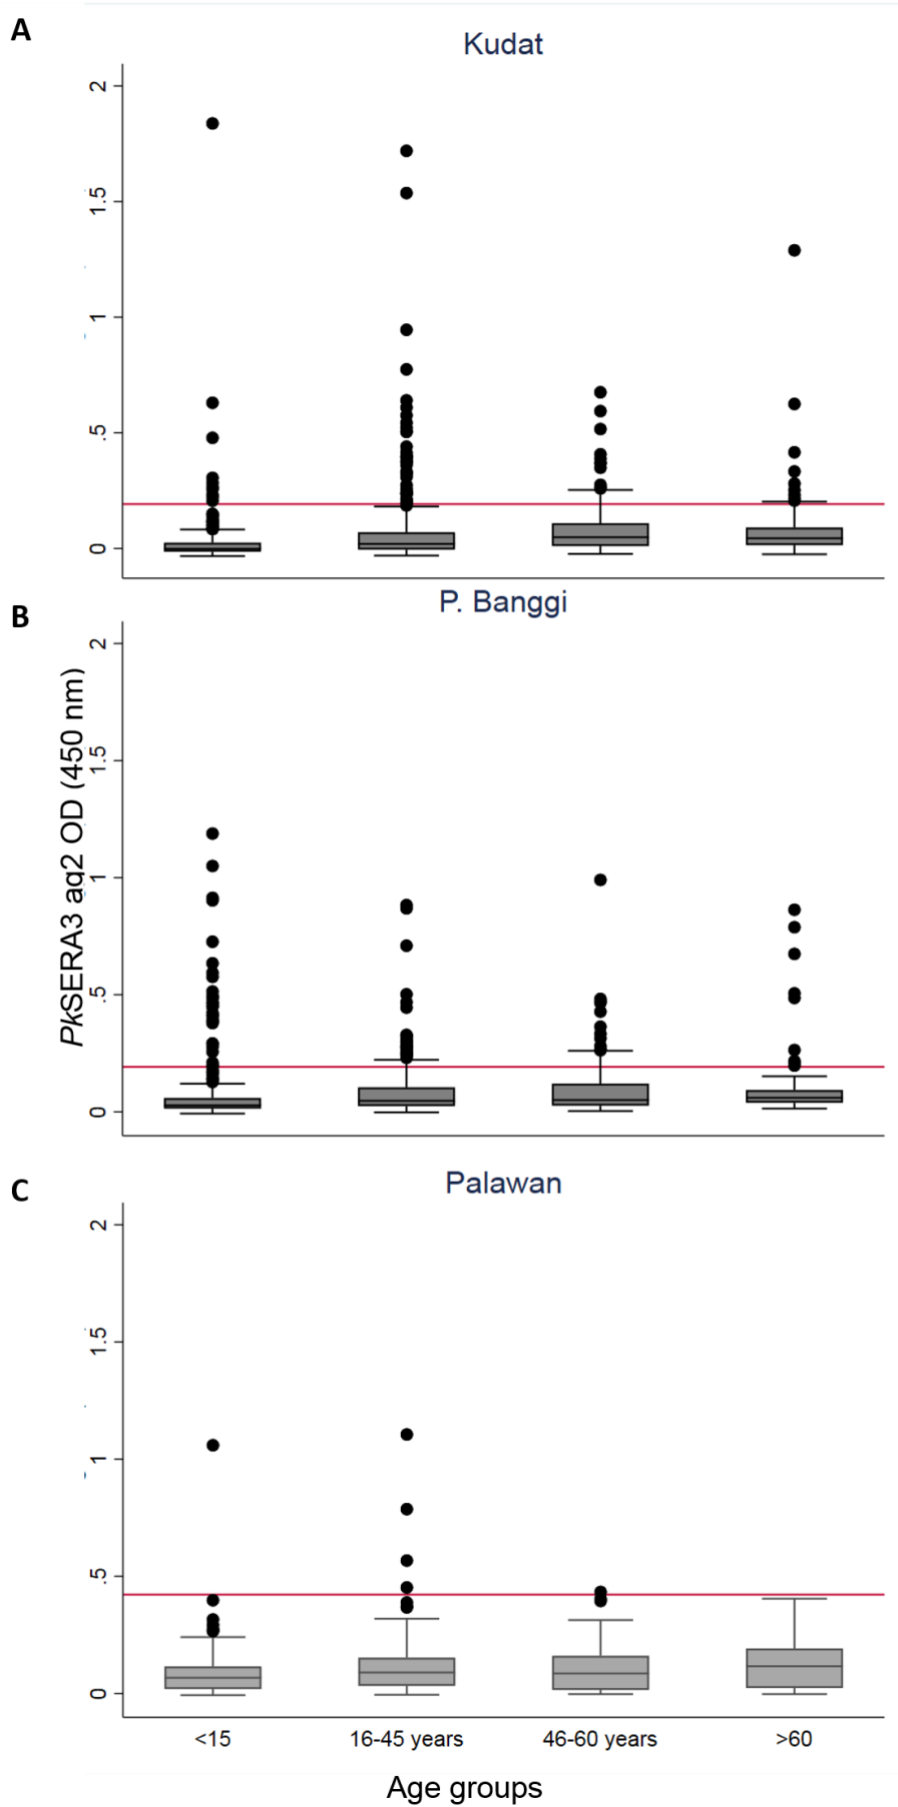 A
Kudat
2
1.5
1
.5
0
B
P. Banggi
PkSERA3 ag2 OD (450 nm)
2
1.5
1
.5
0
C
Palawan
2
1.5
1
.5
0
<15 16-45 years 46-60 years >60
Age groups